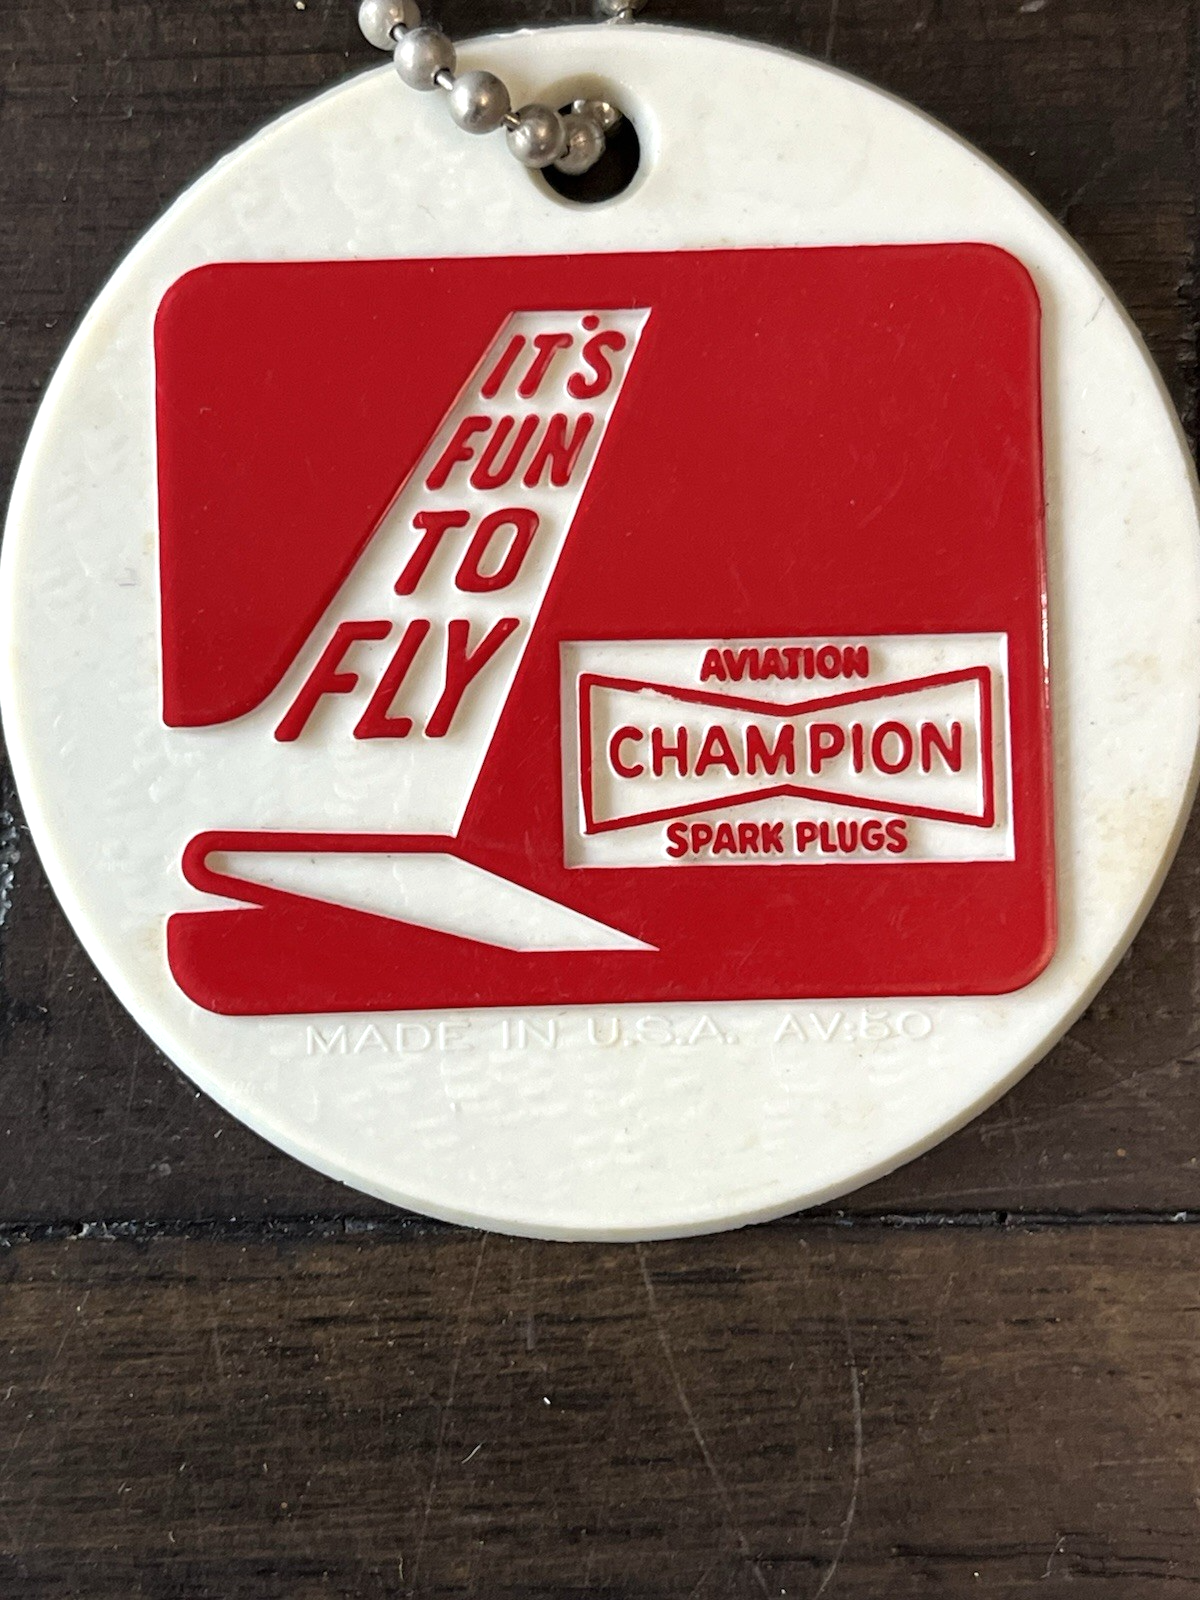 IT'S
FUN
TO
FLY
AVIATION
CHAMPION
SPARK PLUGS
MADE IN U.S.A. AV-50